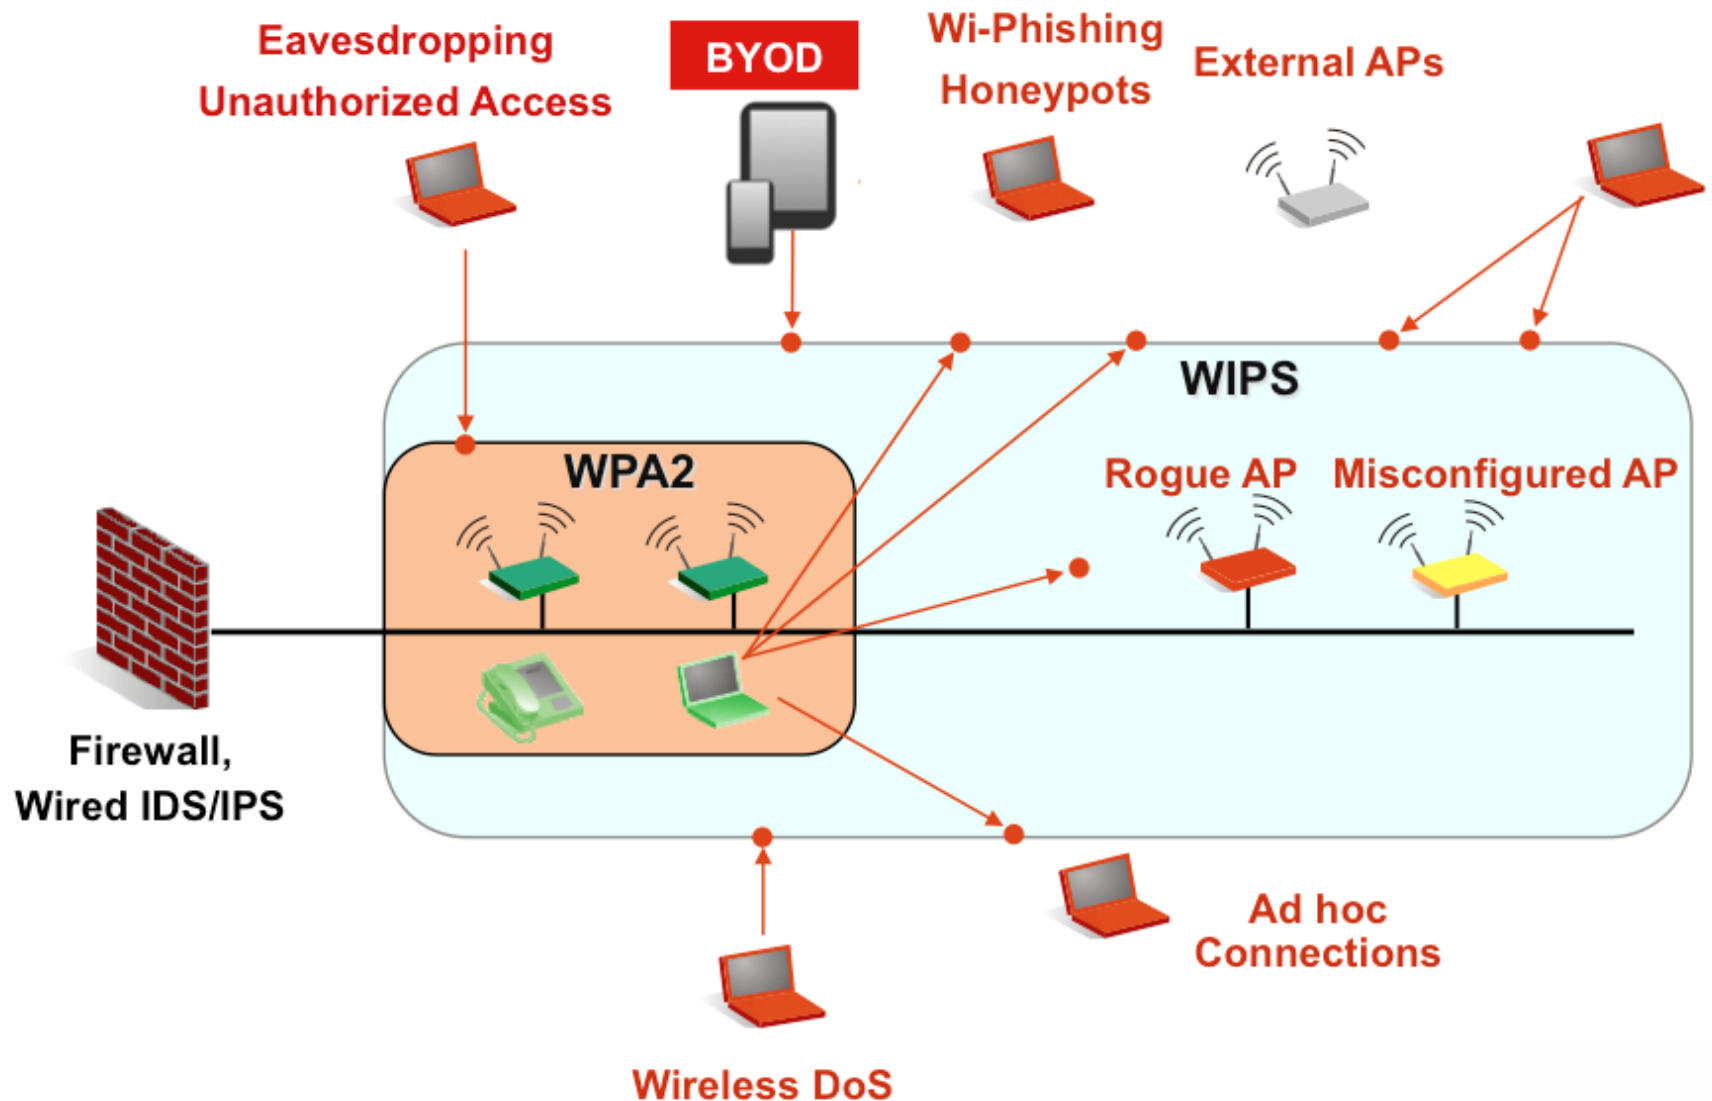 Eavesdropping
Unauthorized Access
BYOD
Wi-Phishing
Honeypots
External APs
WIPS
WPA2
Rogue AP
Misconfigured AP
Firewall,
Wired IDS/IPS
Ad hoc
Connections
Wireless DoS